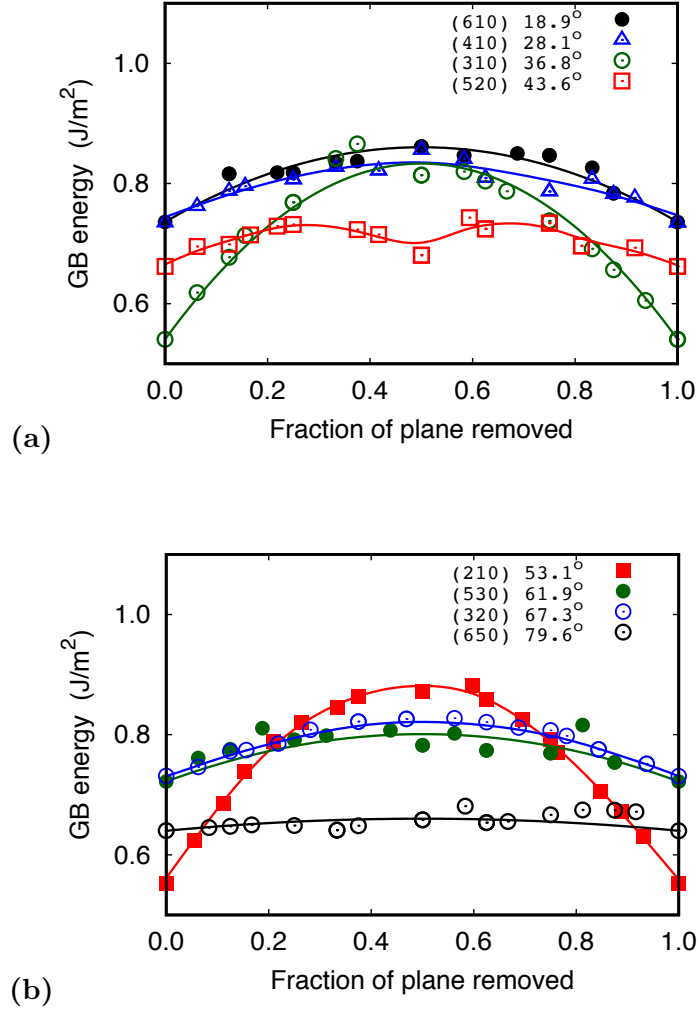 (610) 18.9°
(410) 28.1°
(310) 36.8°
(520) 43.6°
1.0
0.8
0.6
GB energy (J/m²)
0.0 0.2 0.4 0.6 0.8 1.0
Fraction of plane removed
(a)
(210) 53.1°
(530) 61.9°
(320) 67.3°
(650) 79.6°
1.0
0.8
0.6
GB energy (J/m²)
0.0 0.2 0.4 0.6 0.8 1.0
Fraction of plane removed
(b)